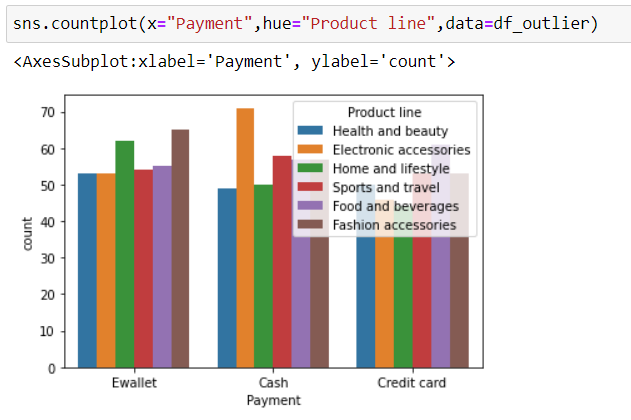 sns.countplot(x="Payment",hue="Product line",data=df_outlier)
<AxesSubplot:xlabel='Payment', ylabel='count'>
Product line
Health and beauty
Electronic accessories
Home and lifestyle
Sports and travel
Food and beverages
Fashion accessories
70
60
50
40
30
20
10
0
count
Ewallet Cash Credit card
Payment